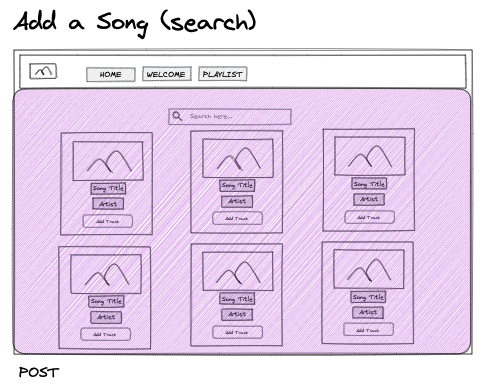 Add a Song (search)
HOME WELCOME PLAYLIST
Search here...
Song Title Song Title Song Title
Artist Artist Artist
Add Track Add Track Add Track
Song Title Song Title Song Title
Artist Artist Artist
Add Track Add Track Add Track
POST